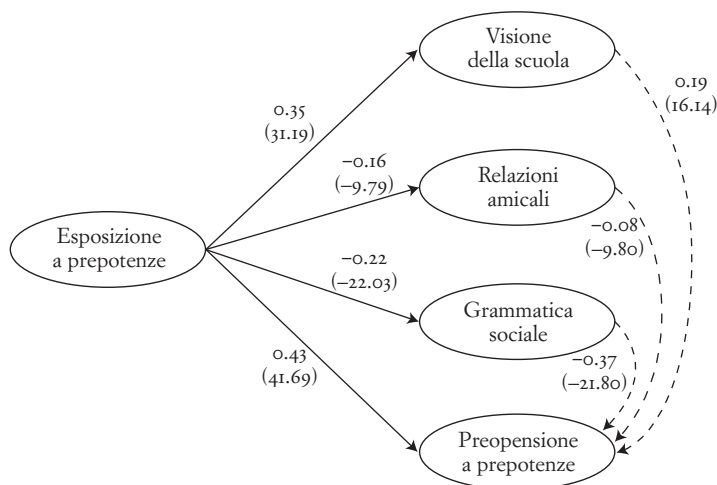 Visione
della scuola
0.19
(16.14)
0.35
(31.19)
−0.16
(−9.79)
Relazioni
amicali
−0.08
(−9.80)
Esposizione
a prepotenze
−0.22
(−22.03)
Grammatica
sociale
0.43
(41.69)
−0.37
(−21.80)
Preopensione
a prepotenze